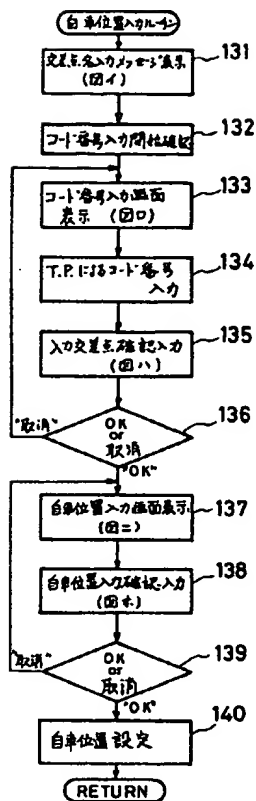 自車位置入力ルーチン
131
交差点名入力メッセージ表示
(図イ)
132
コード番号入力開始確認
133
コード番号入力画面
表示 (図ロ)
134
T.P.によるコード番号
入力
135
入力交差点確認入力
(図ハ)
136
OK
or
取消
"取消"
"OK"
137
自車位置入力画面表示
(図ニ)
138
自車位置入力確認入力
(図ホ)
139
OK
or
取消
"取消"
"OK"
140
自車位置設定
RETURN